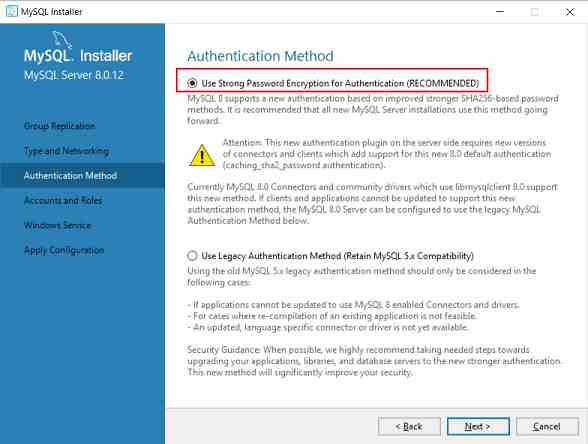 MySQL Installer
MySQL. Installer
MySQL Server 8.0.12
Group Replication
Type and Networking
Authentication Method
Accounts and Roles
Windows Service
Apply Configuration
Authentication Method
Use Strong Password Encryption for Authentication (RECOMMENDED)
MySQL 8 supports a new authentication based on improved stronger SHA256-based password
methods. It is recommended that all new MySQL Server installations use this method going
forward.
Attention: This new authentication plugin on the server side requires new versions
of connectors and clients which add support for this new 8.0 default authentication
(caching_sha2_password authentication).
Currently MySQL 8.0 Connectors and community drivers which use libmysqlclient 8.0 support
this new method. If clients and applications cannot be updated to support this new
authentication method, the MySQL 8.0 Server can be configured to use the legacy MySQL
Authentication Method below.
Use Legacy Authentication Method (Retain MySQL 5.x Compatibility)
Using the old MySQL 5.x legacy authentication method should only be considered in the
following cases:
- If applications cannot be updated to use MySQL 8 enabled Connectors and drivers.
- For cases where re-compilation of an existing application is not feasible.
- An updated, language specific connector or driver is not yet available.
Security Guidance: When possible, we highly recommend taking needed steps towards
upgrading your applications, libraries, and database servers to the new stronger authentication.
This new method will significantly improve your security.
< Back
Next >
Cancel